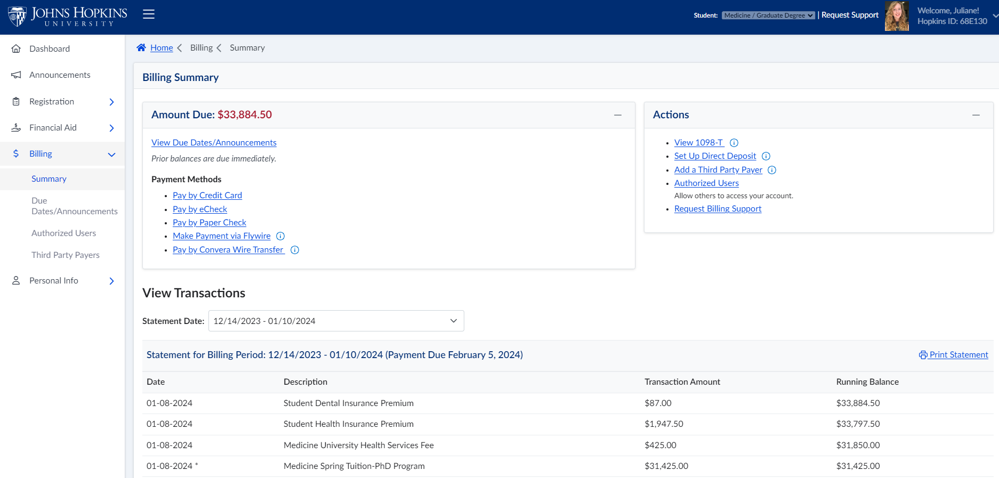 JOHNS HOPKINS
UNIVERSITY
Student: Medicine / Graduate Degree | Request Support
Welcome, Juliane!
Hopkins ID: 68E130
Dashboard
Announcements
Registration
Financial Aid
Billing
Summary
Due
Dates/Announcements
Authorized Users
Third Party Payers
Personal Info
Home Billing Summary
Billing Summary
Amount Due: $33,884.50
View Due Dates/Announcements
Prior balances are due immediately.
Payment Methods
• Pay by Credit Card
• Pay by eCheck
• Pay by Paper Check
• Make Payment via Flywire
• Pay by Convera Wire Transfer
Actions
• View 1098-T
• Set Up Direct Deposit
• Add a Third Party Payer
• Authorized Users
Allow others to access your account.
• Request Billing Support
View Transactions
Statement Date: 12/14/2023 - 01/10/2024
Statement for Billing Period: 12/14/2023 - 01/10/2024 (Payment Due February 5, 2024) Print Statement
Date Description Transaction Amount Running Balance
01-08-2024 Student Dental Insurance Premium $87.00 $33,884.50
01-08-2024 Student Health Insurance Premium $1,947.50 $33,797.50
01-08-2024 Medicine University Health Services Fee $425.00 $31,850.00
01-08-2024 * Medicine Spring Tuition-PhD Program $31,425.00 $31,425.00